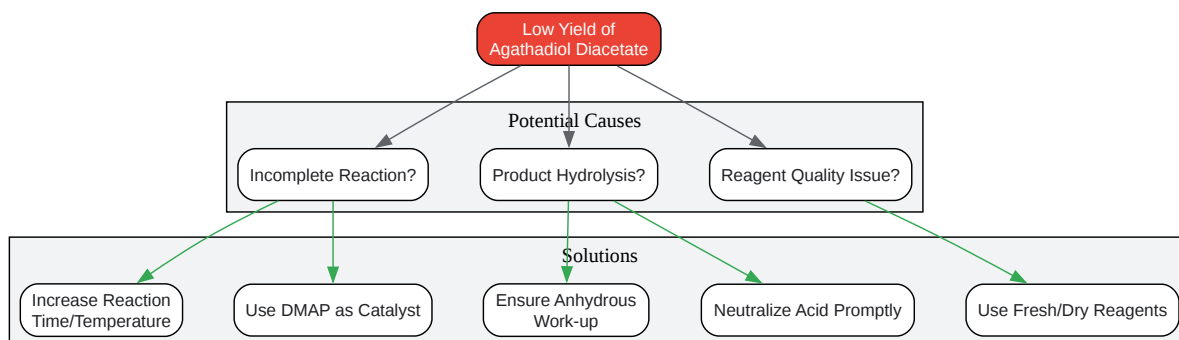 Low Yield of
Agathadiol Diacetate
Potential Causes
Incomplete Reaction?
Product Hydrolysis?
Reagent Quality Issue?
Solutions
Increase Reaction
Time/Temperature
Use DMAP as Catalyst
Ensure Anhydrous
Work-up
Neutralize Acid Promptly
Use Fresh/Dry Reagents